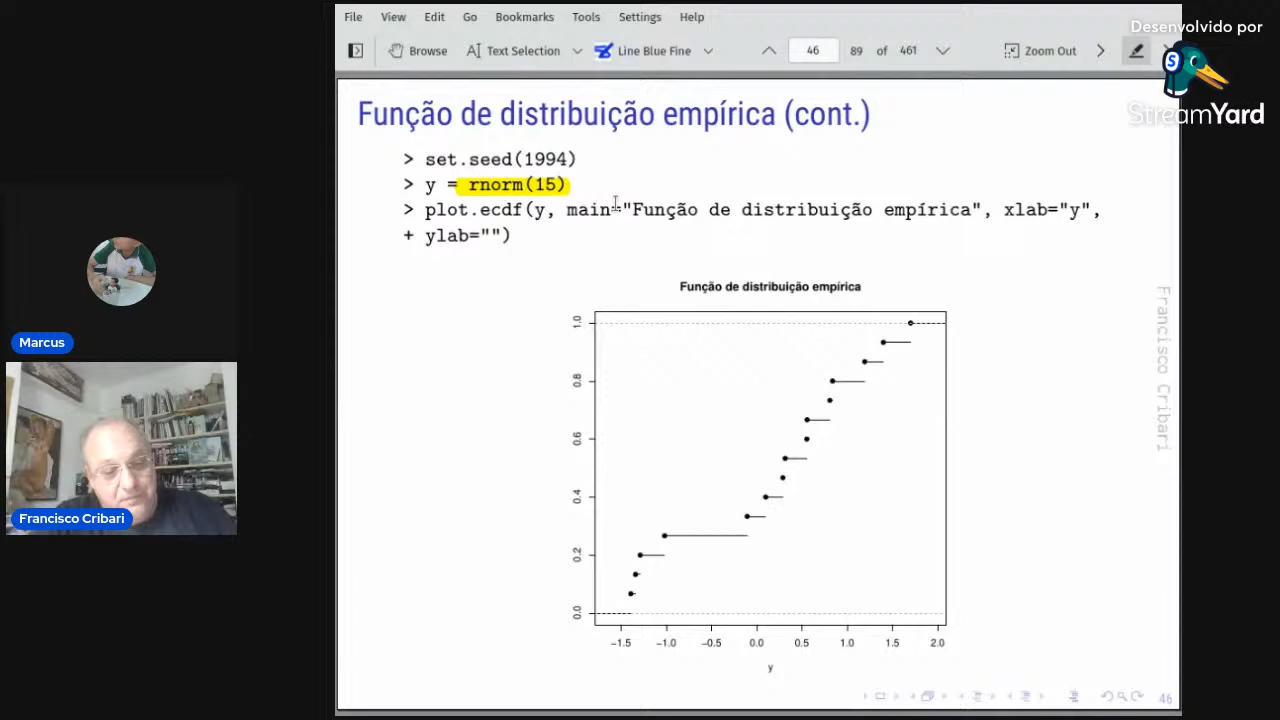 File View Edit Go Bookmarks Tools Settings Help
Browse Text Selection Line Blue Fine 46 89 of 461 Zoom Out
Desenvolvido por
S
StreamYard
Função de distribuição empírica (cont.)
> set.seed(1994)
> y = rnorm(15)
> plot.ecdf(y, main="Função de distribuição empírica", xlab="y",
+ ylab="")
Função de distribuição empírica
1.0
0.8
0.6
0.4
0.2
0.0
−1.5 −1.0 −0.5 0.0 0.5 1.0 1.5 2.0
y
Francisco Cribari
46
Marcus
Francisco Cribari